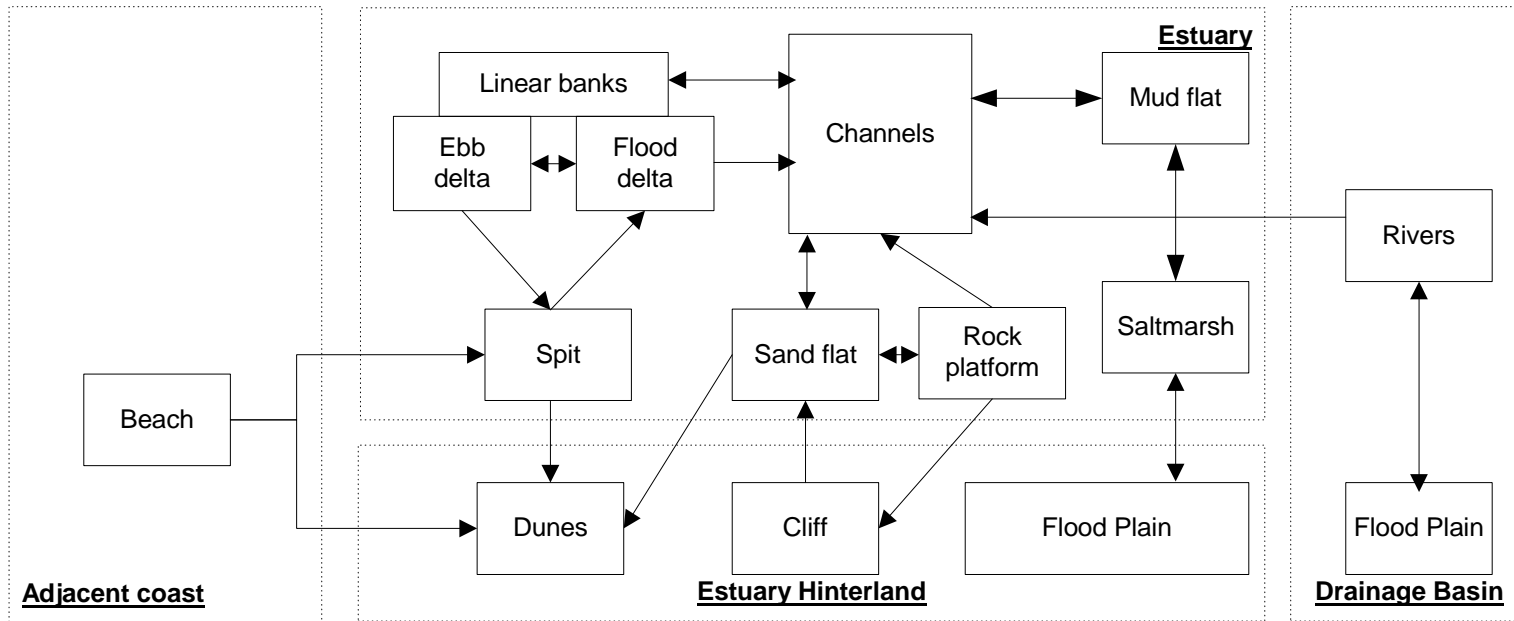 Estuary
Linear banks
Ebb
delta
Flood
delta
Channels
Mud flat
Rivers
Spit
Sand flat
Rock
platform
Saltmarsh
Beach
Dunes
Cliff
Flood Plain
Flood Plain
Adjacent coast
Estuary Hinterland
Drainage Basin